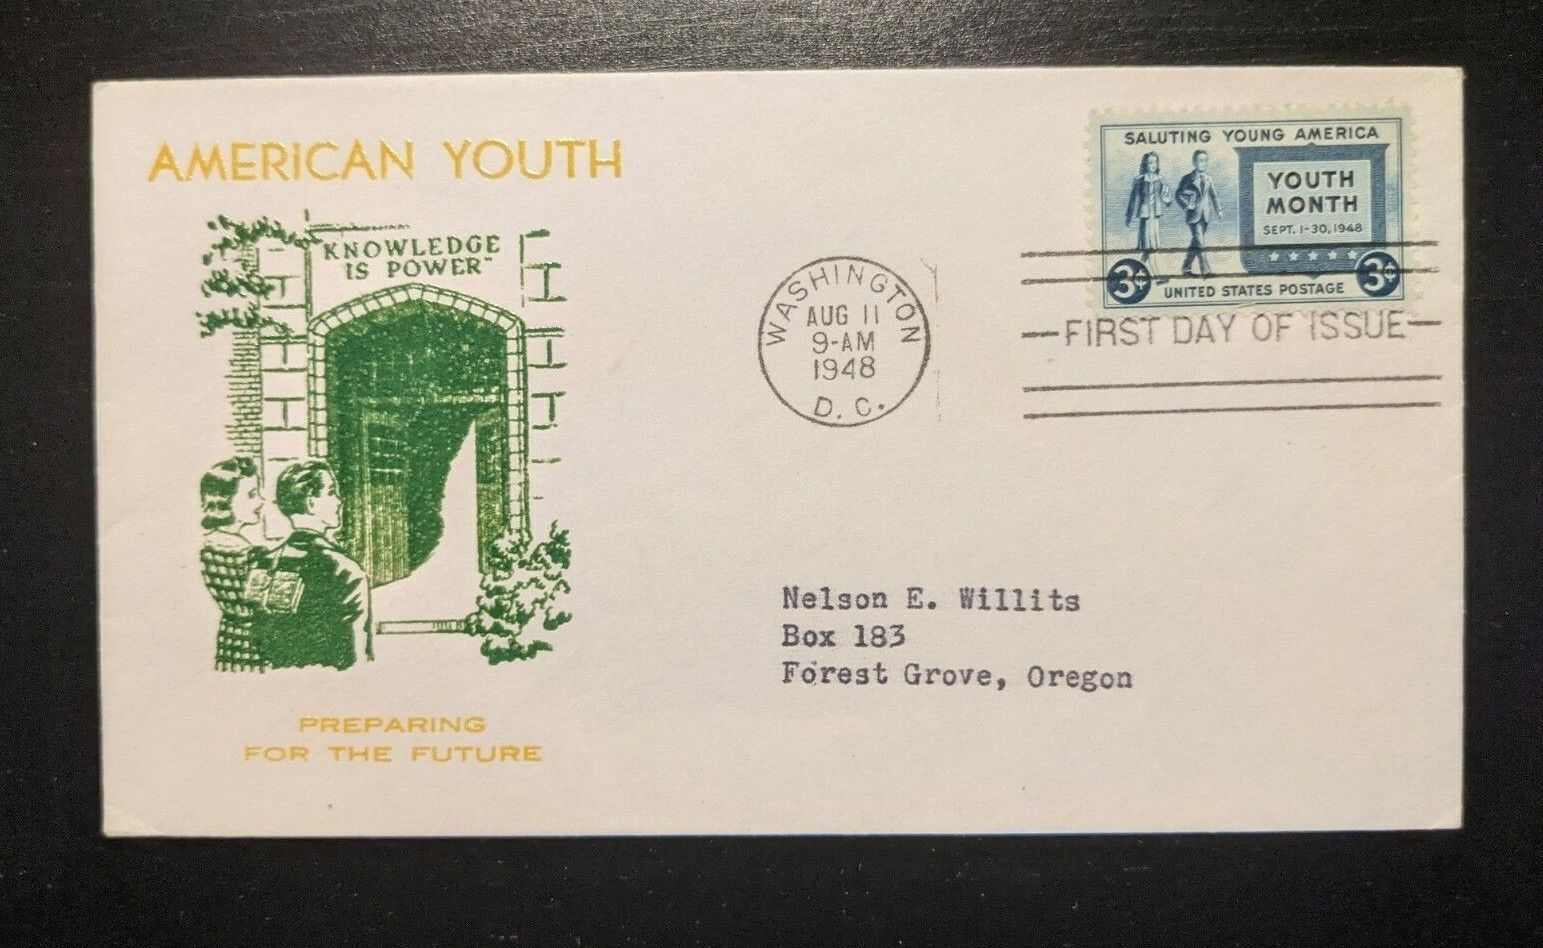 AMERICAN YOUTH
"KNOWLEDGE
IS POWER"
PREPARING
FOR THE FUTURE
WASHINGTON
AUG 11
9-AM
1948
D.C.
SALUTING YOUNG AMERICA
YOUTH
MONTH
SEPT. 1-30, 1948
3¢ 3¢
UNITED STATES POSTAGE
FIRST DAY OF ISSUE
Nelson E. Willits
Box 183
Forest Grove, Oregon